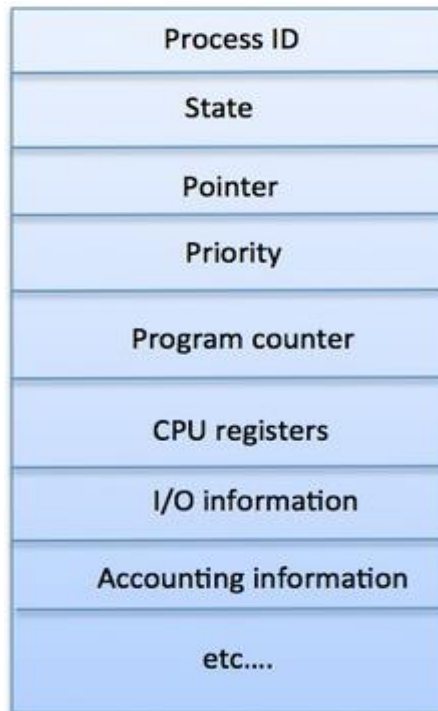 Process ID
State
Pointer
Priority
Program counter
CPU registers
I/O information
Accounting information
etc....